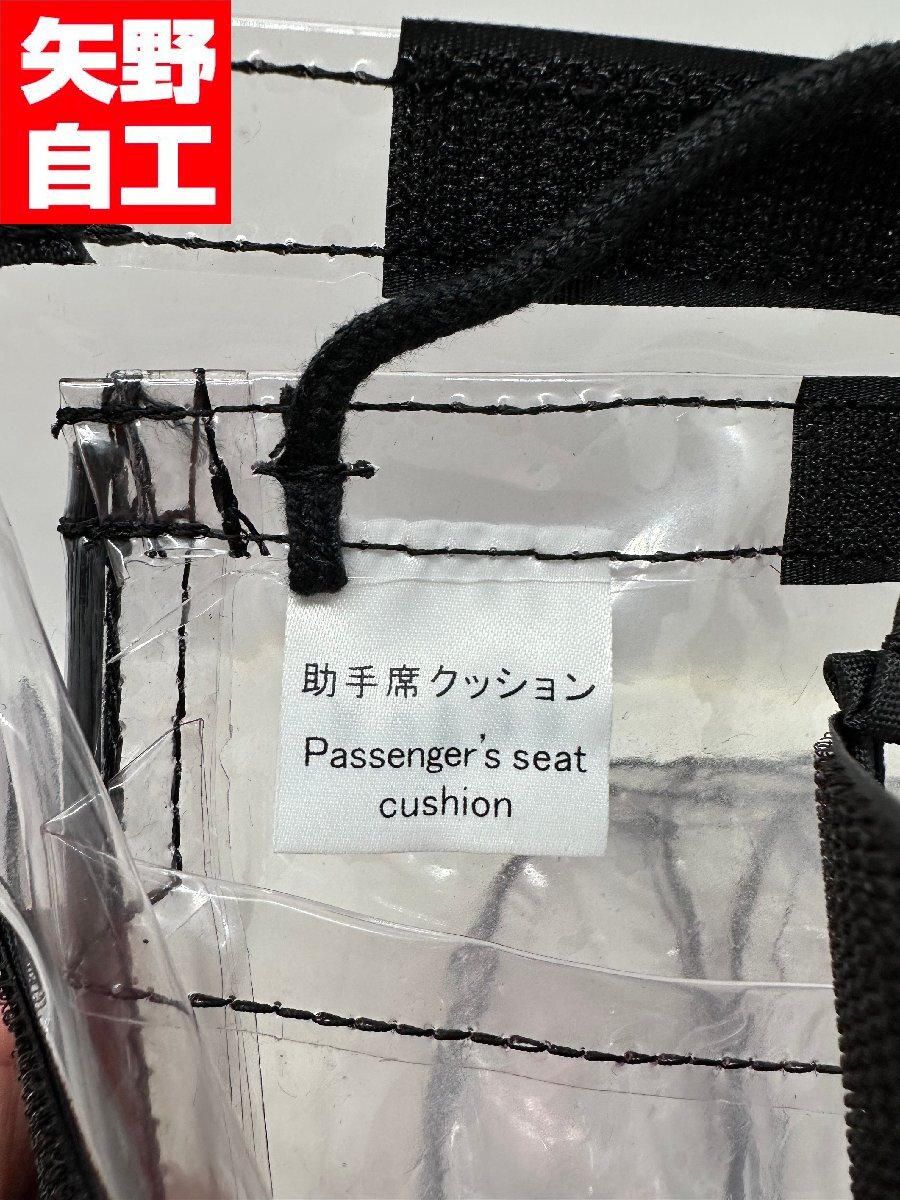 矢野
自工
助手席クッション
Passenger's seat
cushion